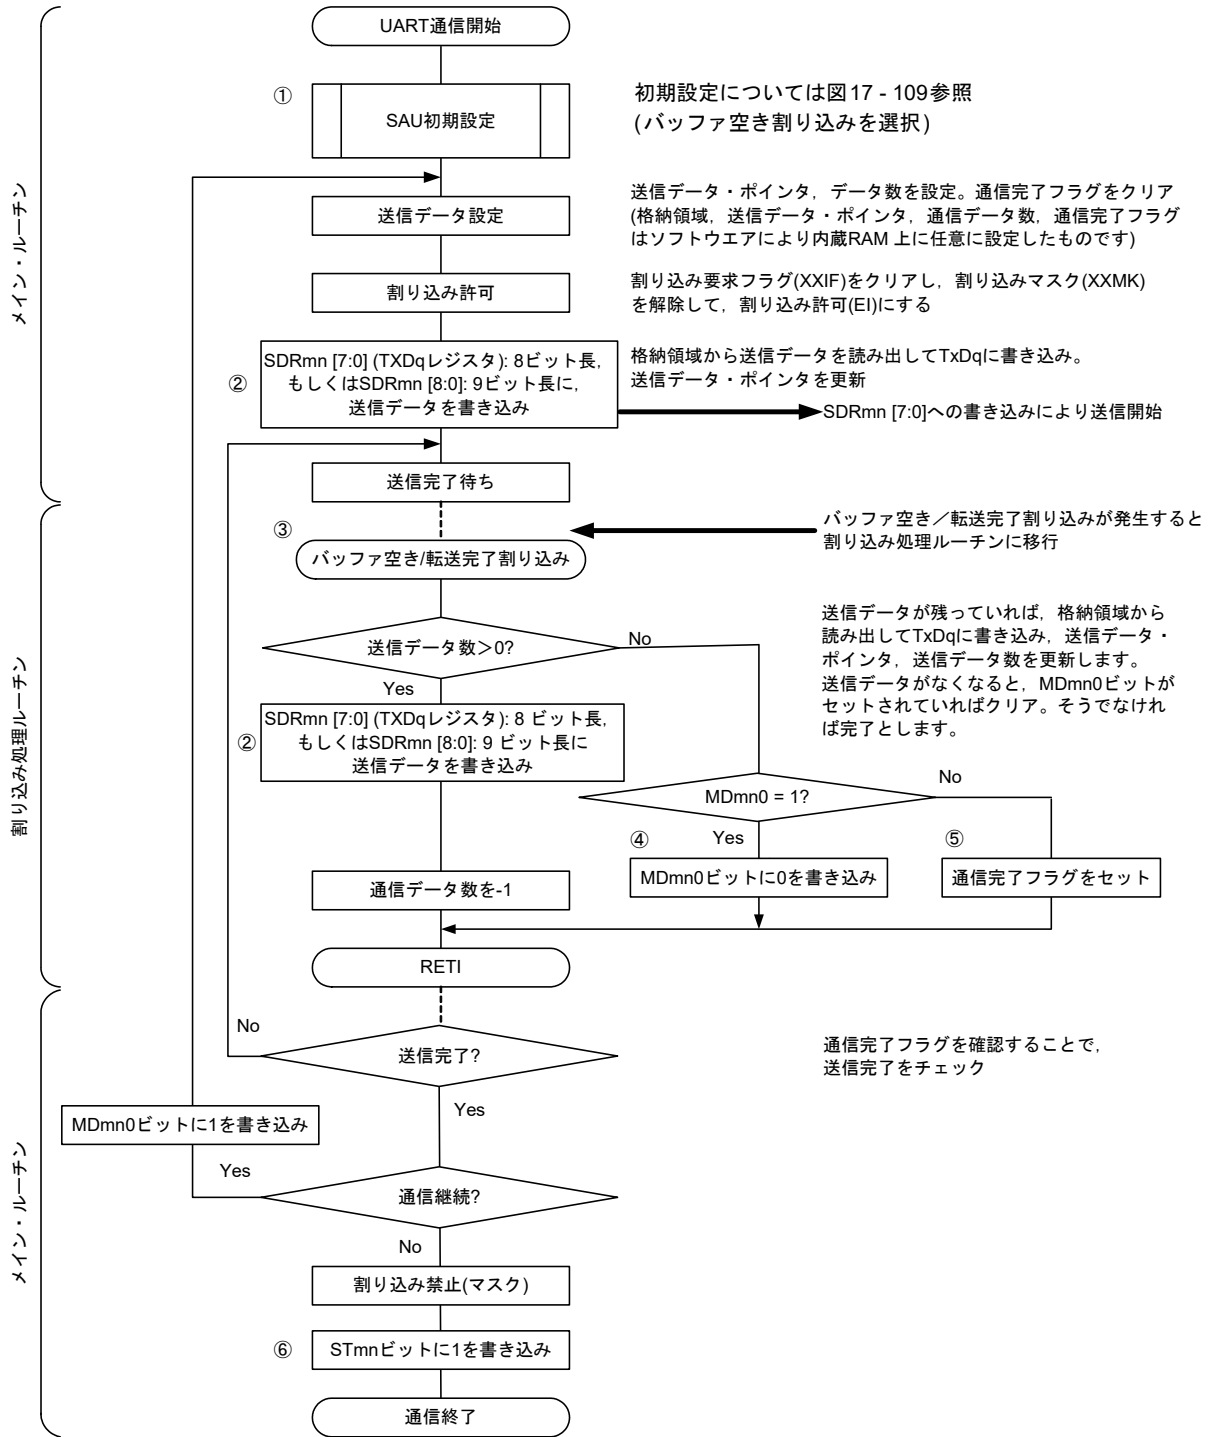 UART通信開始
①
SAU初期設定
初期設定については図17 - 109参照
(バッファ空き割り込みを選択)
メイン・ルーチン
送信データ設定
送信データ・ポインタ，データ数を設定。通信完了フラグをクリア
(格納領域，送信データ・ポインタ，通信データ数，通信完了フラグ
はソフトウエアにより内蔵RAM 上に任意に設定したものです)
割り込み許可
割り込み要求フラグ(XXIF)をクリアし，割り込みマスク(XXMK)
を解除して，割り込み許可(EI)にする
②
SDRmn [7:0] (TXDqレジスタ): 8ビット長，
もしくはSDRmn [8:0]: 9ビット長に，
送信データを書き込み
格納領域から送信データを読み出してTxDqに書き込み。
送信データ・ポインタを更新
SDRmn [7:0]への書き込みにより送信開始
送信完了待ち
③
バッファ空き/転送完了割り込み
バッファ空き／転送完了割り込みが発生すると
割り込み処理ルーチンに移行
割り込み処理ルーチン
送信データ数＞0?
No
Yes
送信データが残っていれば，格納領域から
読み出してTxDqに書き込み，送信データ・
ポインタ，送信データ数を更新します。
送信データがなくなると，MDmn0ビットが
セットされていればクリア。そうでなけれ
ば完了とします。
②
SDRmn [7:0] (TXDqレジスタ): 8 ビット長，
もしくはSDRmn [8:0]: 9 ビット長に
送信データを書き込み
MDmn0 = 1?
No
Yes
④
MDmn0ビットに0を書き込み
⑤
通信完了フラグをセット
通信データ数を-1
RETI
メイン・ルーチン
No
送信完了?
Yes
通信完了フラグを確認することで，
送信完了をチェック
MDmn0ビットに1を書き込み
Yes
通信継続?
No
割り込み禁止(マスク)
⑥
STmnビットに1を書き込み
通信終了